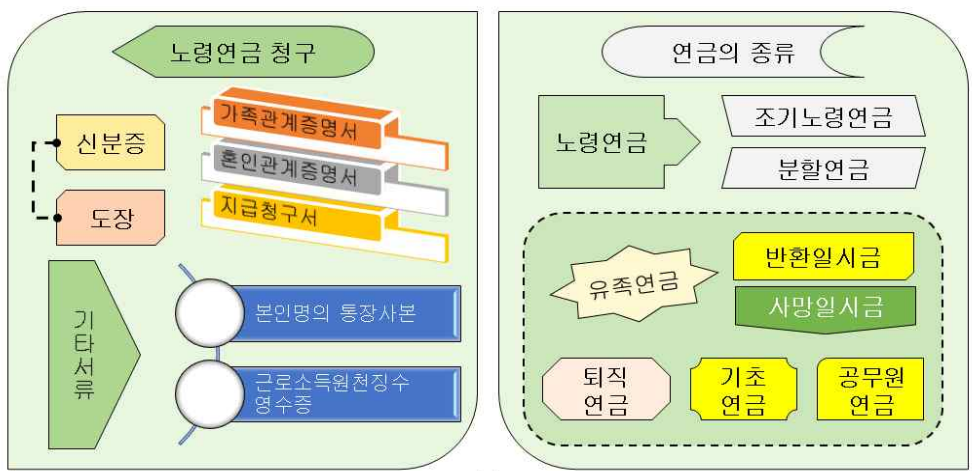 노령연금 청구
신분증
도장
가족관계증명서
혼인관계증명서
지급청구서
기타서류
본인명의 통장사본
근로소득원천징수
영수증
연금의 종류
노령연금
조기노령연금
분할연금
유족연금
반환일시금
사망일시금
퇴직
연금
기초
연금
공무원
연금